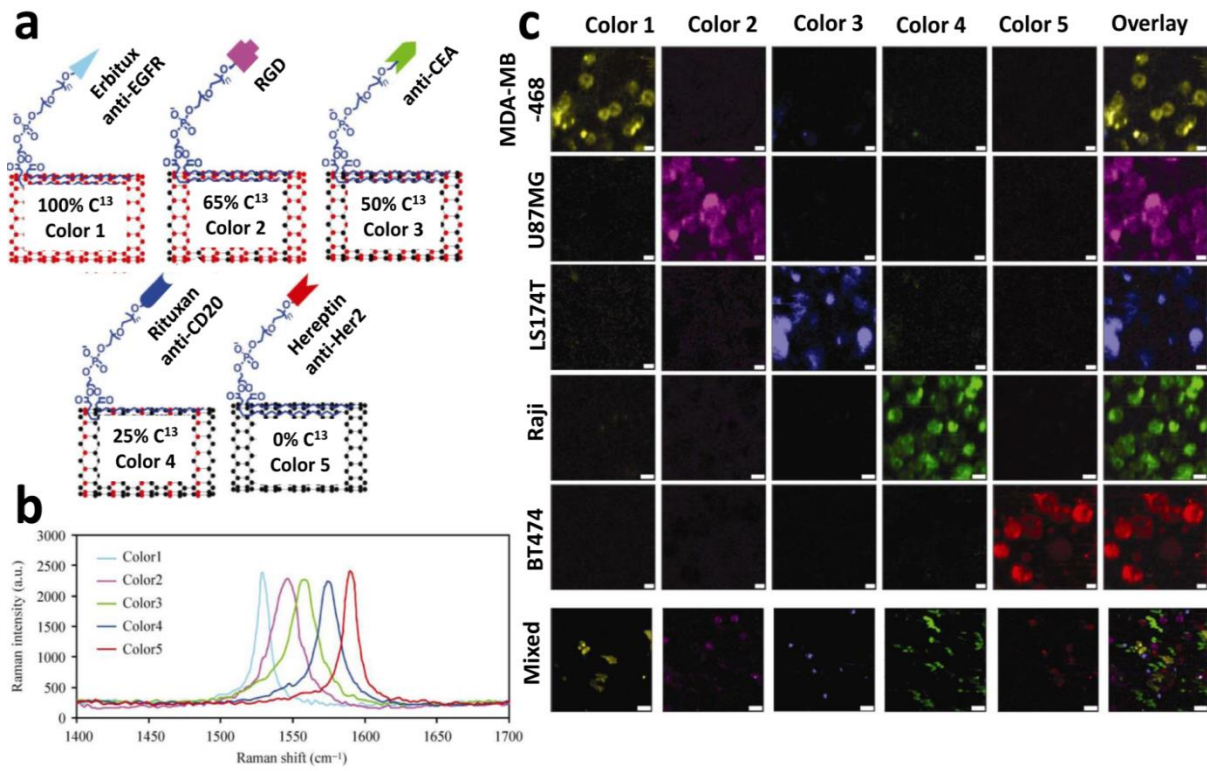 a
Erbitux
anti-EGFR
RGD
anti-CEA
100% C¹³
Color 1
65% C¹³
Color 2
50% C¹³
Color 3
Rituxan
anti-CD20
Hereptin
anti-Her2
25% C¹³
Color 4
0% C¹³
Color 5
b
3000
2500
2000
1500
1000
500
0
Raman intensity (a.u.)
Color1
Color2
Color3
Color4
Color5
1400 1450 1500 1550 1600 1650 1700
Raman shift (cm⁻¹)
c
Color 1 Color 2 Color 3 Color 4 Color 5 Overlay
MDA-MB
-468
U87MG
LS174T
Raji
BT474
Mixed